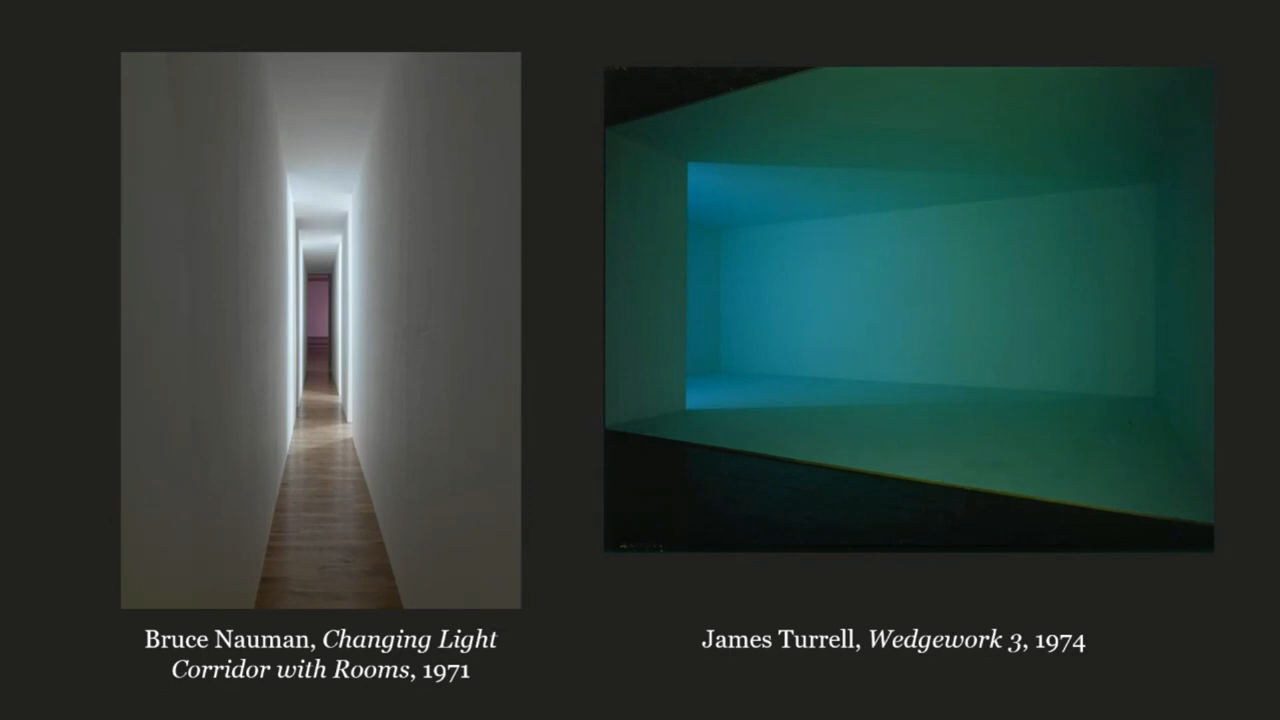 Bruce Nauman, Changing Light
Corridor with Rooms, 1971
James Turrell, Wedgework 3, 1974